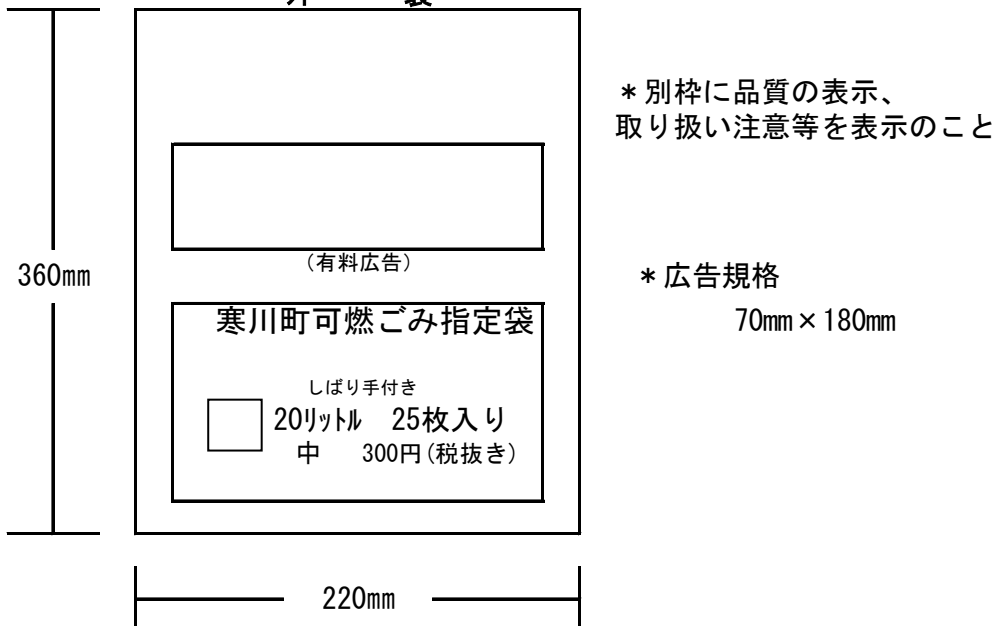 ＊別枠に品質の表示、
取り扱い注意等を表示のこと
360mm
（有料広告）
＊広告規格
70mm×180mm
寒川町可燃ごみ指定袋
しばり手付き
20リットル　25枚入り
中　300円（税抜き）
220mm